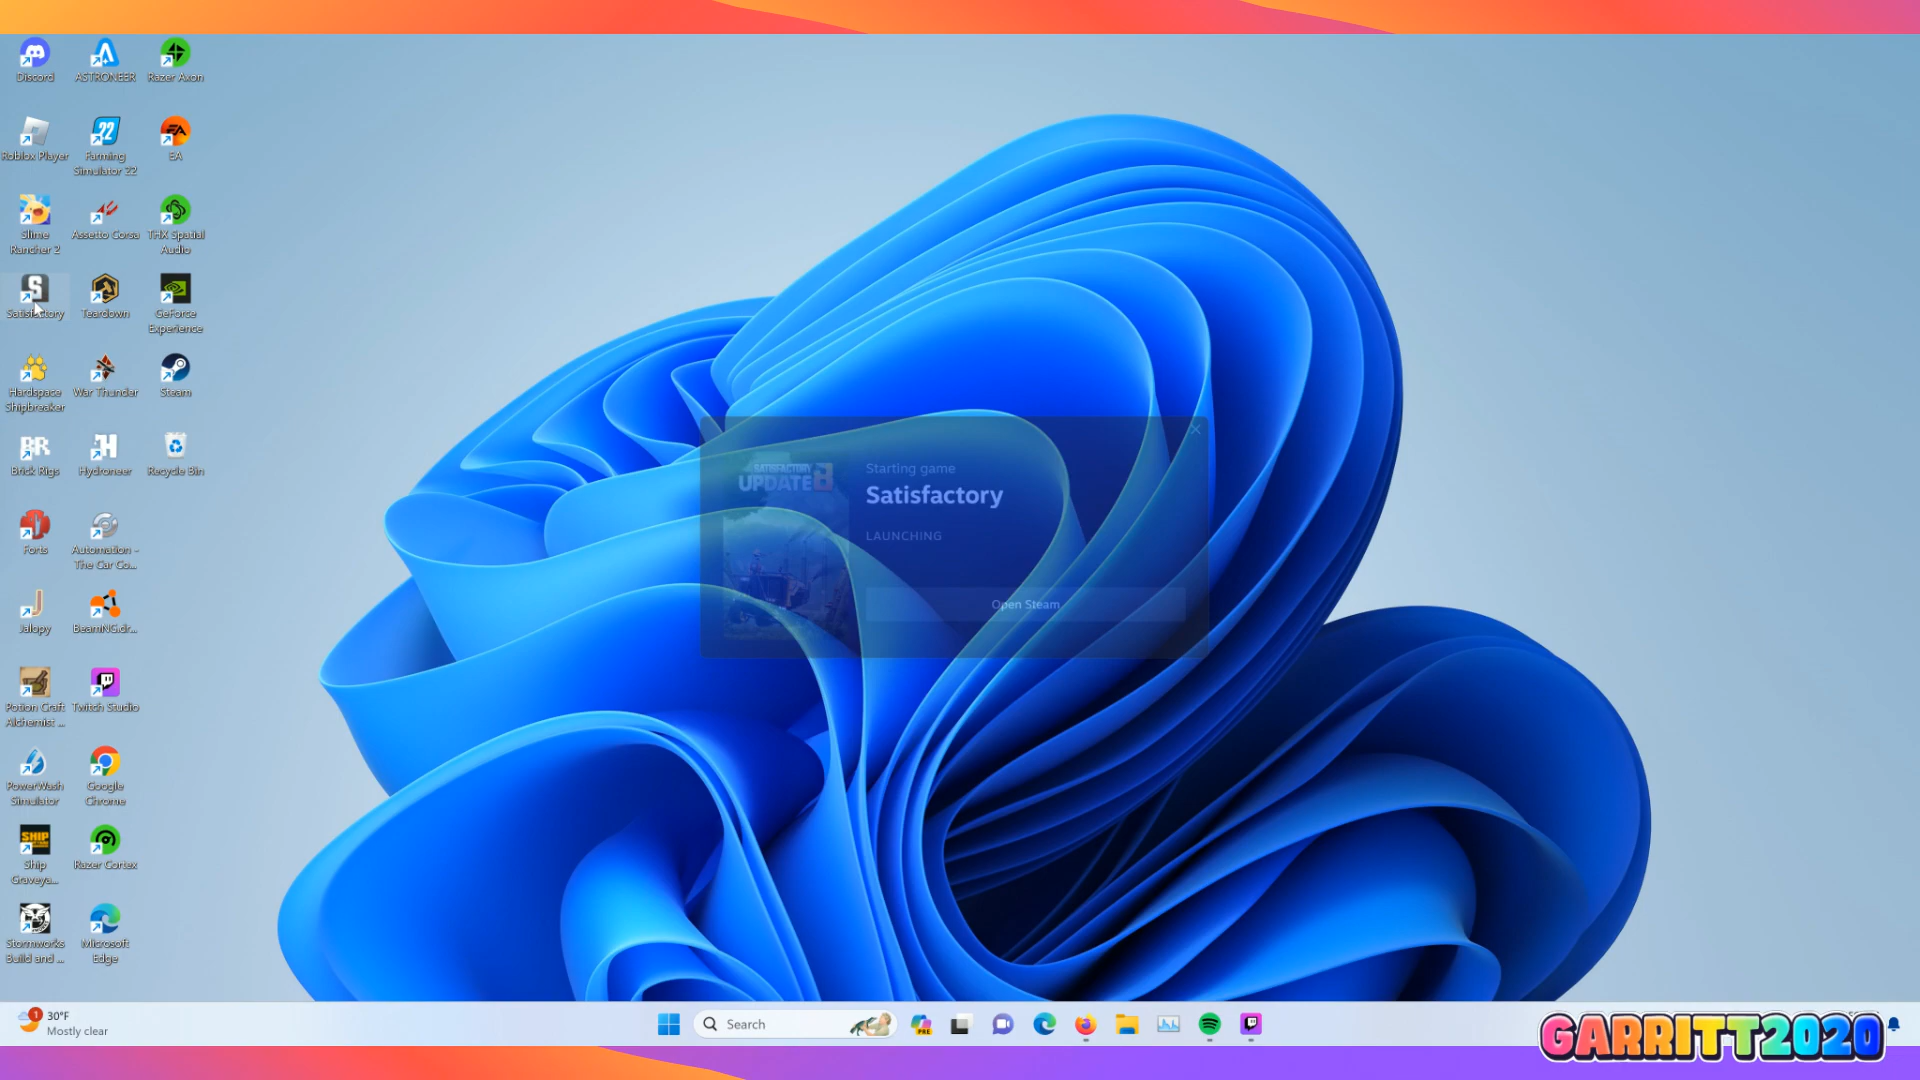 Discord
ASTRONEER
Razer Axon
Roblox Player
Farming
Simulator 22
EA
Slime
Rancher 2
Assetto Corsa
THX Spatial
Audio
Satisfactory
Teardown
GeForce
Experience
Hardspace
Shipbreaker
War Thunder
Steam
Brick Rigs
Hydroneer
Recycle Bin
Forts
Automation -
The Car Co...
Jalopy
BeamNG.dr...
Potion Craft
Alchemist ...
Twitch Studio
PowerWash
Simulator
Google
Chrome
SHIP
Ship
Graveya...
Razer Cortex
Stormworks
Build and ...
Microsoft
Edge
SATISFACTORY
UPDATE 8
Starting game
Satisfactory
LAUNCHING
Open Steam
1
30°F
Mostly clear
Search
PRE
GARRITT2020